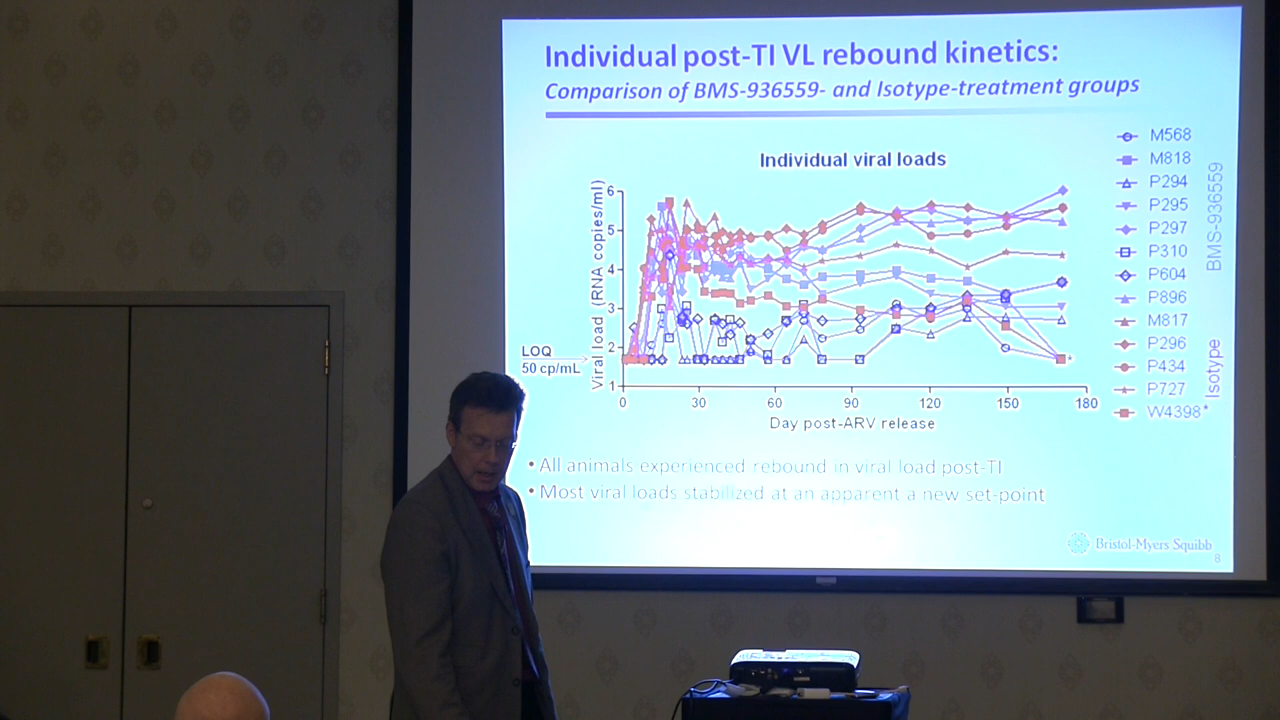 Individual post-TI VL rebound kinetics:
Comparison of BMS-936559- and Isotype-treatment groups
Individual viral loads
Viral load (RNA copies/ml)
6
5
4
3
2
1
LOQ
50 cp/mL
0 30 60 90 120 150 180
Day post-ARV release
M568
M818
P294
P295
P297
P310
P604
P896
M817
P296
P434
P727
W4398*
BMS-936559
Isotype
• All animals experienced rebound in viral load post-TI
• Most viral loads stabilized at an apparent a new set-point
Bristol-Myers Squibb
8